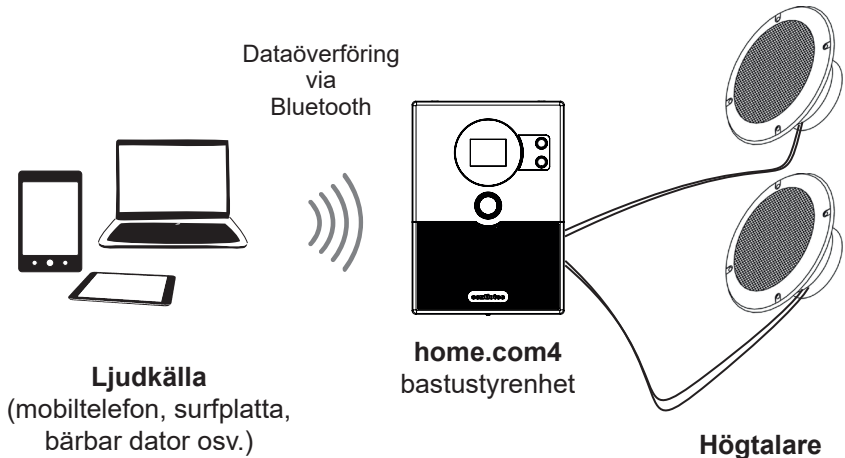 Dataöverföring
via
Bluetooth
Ljudkälla
(mobiltelefon, surfplatta,
bärbar dator osv.)
home.com4
bastustyrenhet
Högtalare